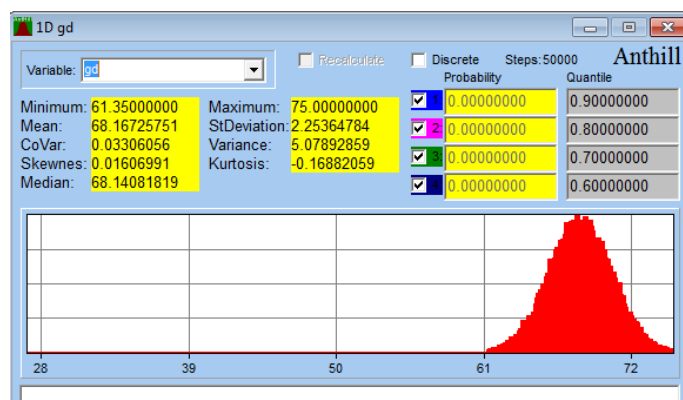 1D gd
Variable: gd Recalculate Discrete Steps:50000 Anthill
Probability Quantile
Minimum: 61.35000000 Maximum: 75.00000000 1 0.00000000 0.90000000
Mean: 68.16725751 StDeviation: 2.25364784 2: 0.00000000 0.80000000
CoVar: 0.03306056 Variance: 5.07892859 3: 0.00000000 0.70000000
Skewnes: 0.01606991 Kurtosis: -0.16882059
Median: 68.14081819 0.00000000 0.60000000
28 39 50 61 72